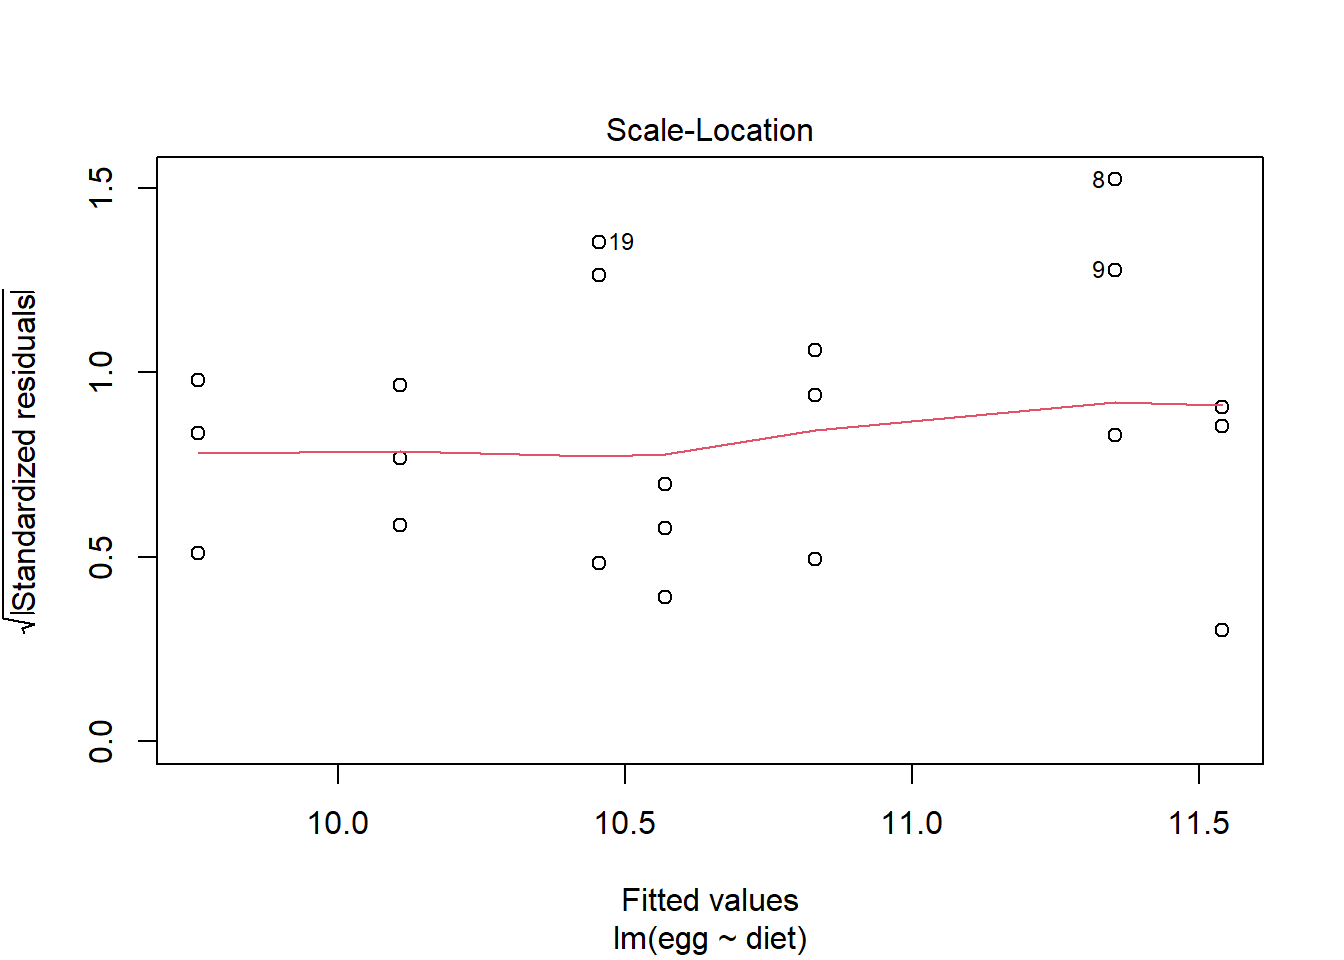 Scale-Location
√|Standardized residuals|
1.5
1.0
0.5
0.0
8
19
9
10.0 10.5 11.0 11.5
Fitted values
lm(egg ~ diet)